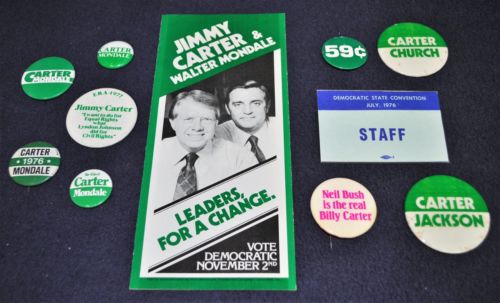 CARTER
MONDALE
CARTER
MONDALE
ERA-1977
Jimmy Carter
"I want to do for
Equal Rights
what
Lyndon Johnson
did for
Civil Rights"
CARTER
1976
MONDALE
Carter
Mondale
JIMMY
CARTER &
WALTER MONDALE
LEADERS,
FOR A CHANGE.
VOTE
DEMOCRATIC
NOVEMBER 2ND
59¢
CARTER
CHURCH
DEMOCRATIC STATE CONVENTION
JULY, 1976
STAFF
Neil Bush
is the real
Billy Carter
CARTER
JACKSON